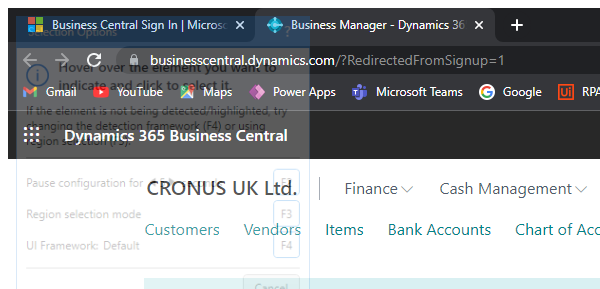 Business Central Sign In | Microso
Business Manager - Dynamics 36
Selection Options
?
businesscentral.dynamics.com/?RedirectedFromSignup=1
Hover over the element you want to
indicate and click to select it.
Gmail YouTube Maps Power Apps Microsoft Teams Google Ui RPA
If the element is not being detected/highlighted, try
changing the detection framework (F4) or using
region selection (F3).
Dynamics 365 Business Central
Pause configuration for
F2
CRONUS UK Ltd. Finance Cash Management
Region selection mode F3
Customers Vendors Items Bank Accounts Chart of Acc
UI Framework: Default F4
Cancel